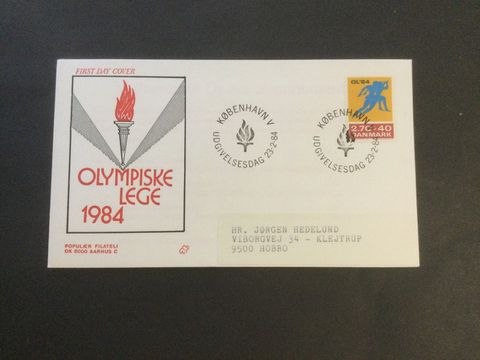 FIRST DAY COVER
OLYMPISKE
LEGE
1984
POPULÆR FILATELI
DK 8000 AARHUS C
KØBENHAVN V
UDGIVELSESDAG 23-2-84
OL'84
2.70+40
DANMARK
KØBENHAVN V
UDGIVELSESDAG 23-2-84
HR. JØRGEN HEDELUND
VIBORGVEJ 34 - KLEJTRUP
9500 HOBRO